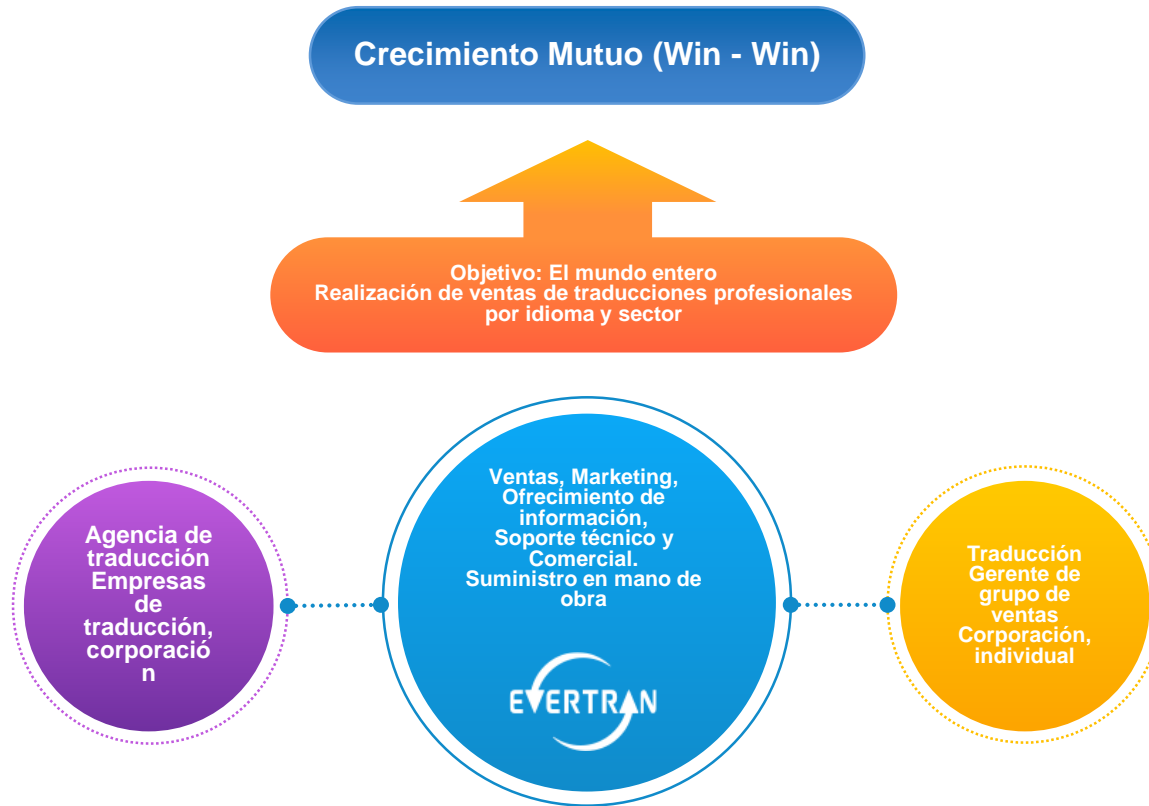 Crecimiento Mutuo (Win - Win)
Objetivo: El mundo entero
Realización de ventas de traducciones profesionales
por idioma y sector
Agencia de
traducción
Empresas
de
traducción,
corporació
n
Ventas, Marketing,
Ofrecimiento de
información,
Soporte técnico y
Comercial.
Suministro en mano de
obra
EVERTRAN
Traducción
Gerente de
grupo de
ventas
Corporación,
individual